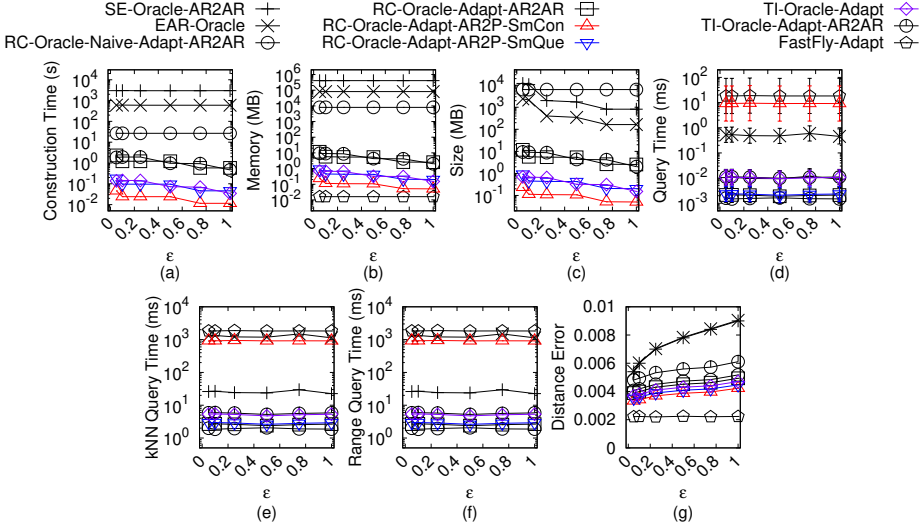 SE-Oracle-AR2AR RC-Oracle-Adapt-AR2AR TI-Oracle-Adapt
EAR-Oracle RC-Oracle-Adapt-AR2P-SmCon TI-Oracle-Adapt-AR2AR
RC-Oracle-Naive-Adapt-AR2AR RC-Oracle-Adapt-AR2P-SmQue FastFly-Adapt
Construction Time (s)
10^4
10^3
10^2
10^1
10^0
10^-1
10^-2
0 0.2 0.4 0.6 0.8 1
ε
(a)
Memory (MB)
10^6
10^5
10^4
10^3
10^2
10^1
10^0
10^-1
10^-2
0 0.2 0.4 0.6 0.8 1
ε
(b)
Size (MB)
10^4
10^3
10^2
10^1
10^0
10^-1
0 0.2 0.4 0.6 0.8 1
ε
(c)
Query Time (ms)
10^2
10^1
10^0
10^-1
10^-2
10^-3
0 0.2 0.4 0.6 0.8 1
ε
(d)
kNN Query Time (ms)
10^4
10^3
10^2
10^1
10^0
0 0.2 0.4 0.6 0.8 1
ε
(e)
Range Query Time (ms)
10^4
10^3
10^2
10^1
10^0
0 0.2 0.4 0.6 0.8 1
ε
(f)
Distance Error
0.01
0.008
0.006
0.004
0.002
0
0 0.2 0.4 0.6 0.8 1
ε
(g)